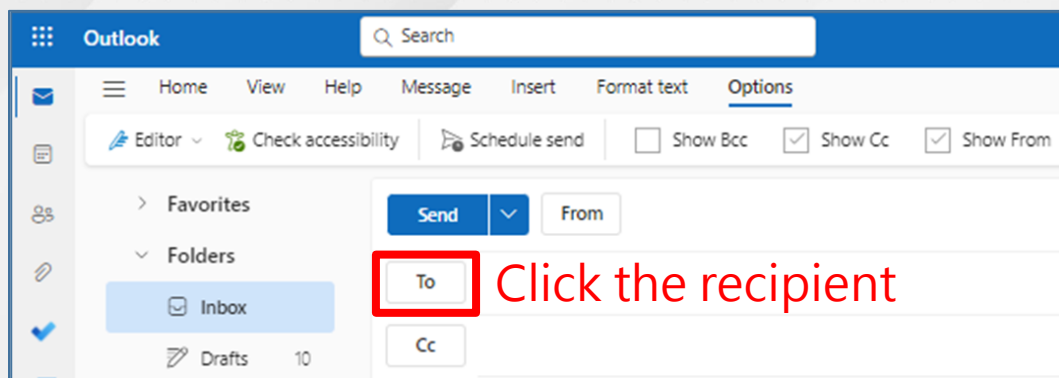 Outlook
Search
Home View Help Message Insert Format text Options
Editor Check accessibility Schedule send Show Bcc Show Cc Show From
Favorites
Send From
Folders
To Click the recipient
Inbox
Cc
Drafts 10